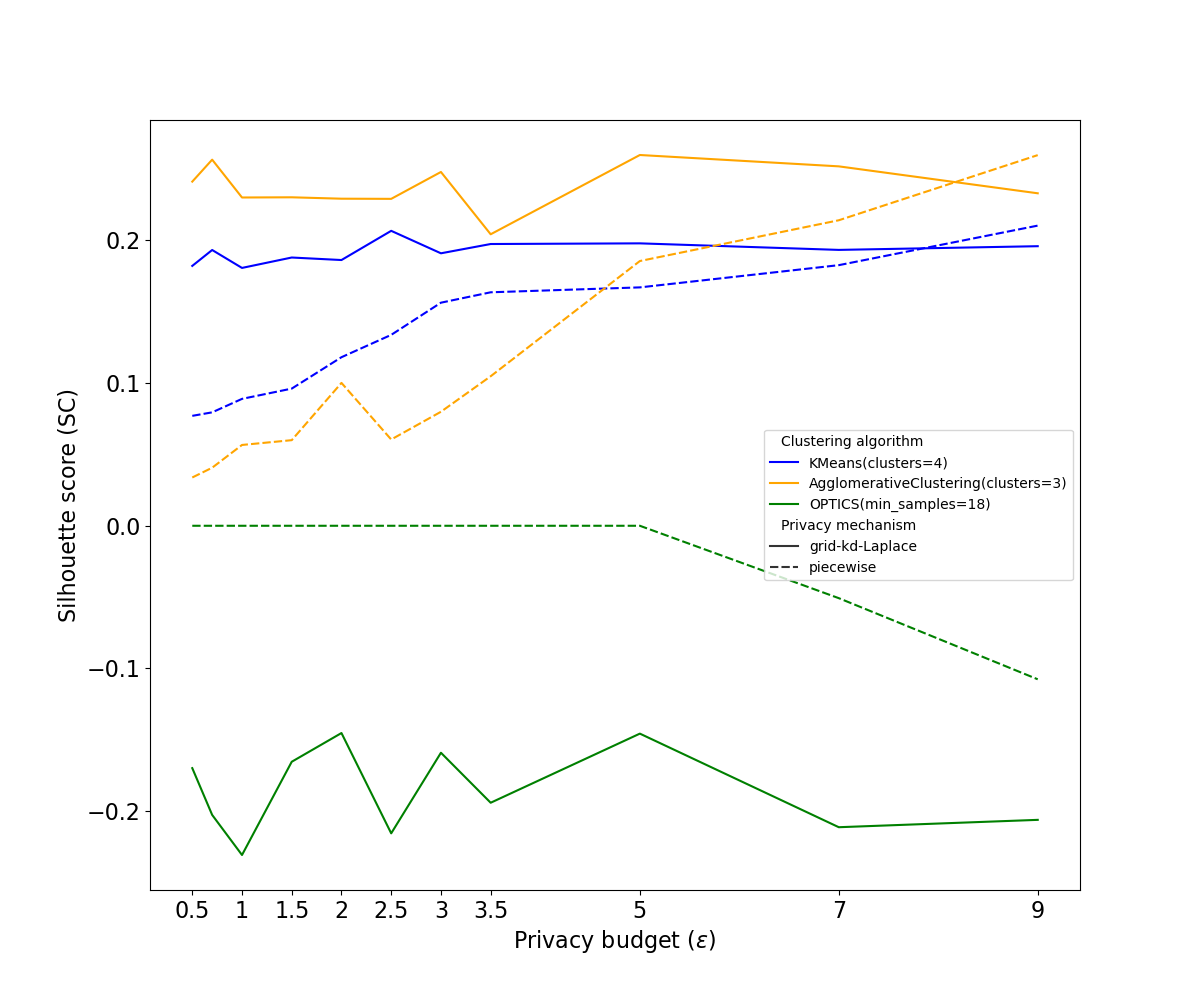 Silhouette score (SC)
0.2
0.1
0.0
−0.1
−0.2
Clustering algorithm
KMeans(clusters=4)
AgglomerativeClustering(clusters=3)
OPTICS(min_samples=18)
Privacy mechanism
grid-kd-Laplace
piecewise
0.5 1 1.5 2 2.5 3 3.5 5 7 9
Privacy budget (ε)